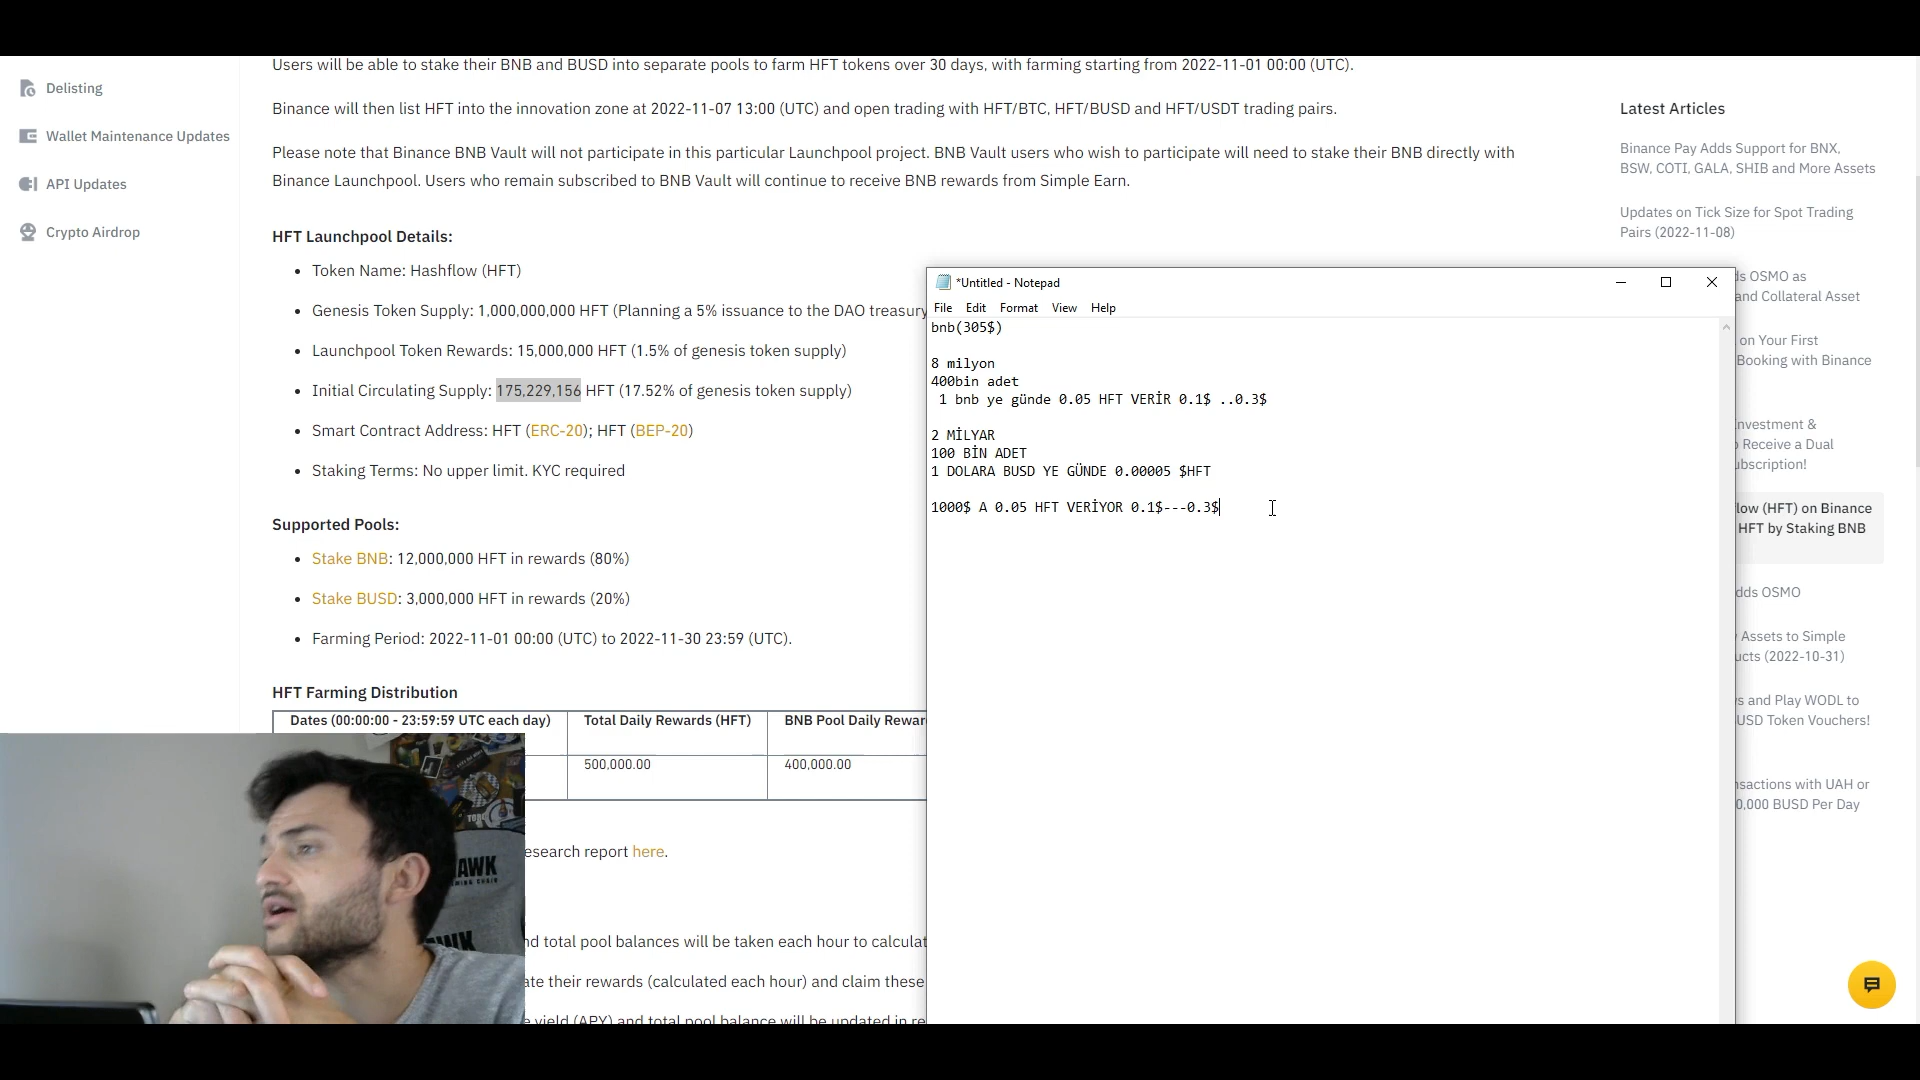 Users will be able to stake their BNB and BUSD into separate pools to farm HFT tokens over 30 days, with farming starting from 2022-11-01 00:00 (UTC).
Delisting
Wallet Maintenance Updates
API Updates
Crypto Airdrop
Binance will then list HFT into the innovation zone at 2022-11-07 13:00 (UTC) and open trading with HFT/BTC, HFT/BUSD and HFT/USDT trading pairs.
Please note that Binance BNB Vault will not participate in this particular Launchpool project. BNB Vault users who wish to participate will need to stake their BNB directly with
Binance Launchpool. Users who remain subscribed to BNB Vault will continue to receive BNB rewards from Simple Earn.
HFT Launchpool Details:
Token Name: Hashflow (HFT)
Genesis Token Supply: 1,000,000,000 HFT (Planning a 5% issuance to the DAO treasury
Launchpool Token Rewards: 15,000,000 HFT (1.5% of genesis token supply)
Initial Circulating Supply: 175,229,156 HFT (17.52% of genesis token supply)
Smart Contract Address: HFT (ERC-20); HFT (BEP-20)
Staking Terms: No upper limit. KYC required
Supported Pools:
Stake BNB: 12,000,000 HFT in rewards (80%)
Stake BUSD: 3,000,000 HFT in rewards (20%)
Farming Period: 2022-11-01 00:00 (UTC) to 2022-11-30 23:59 (UTC).
HFT Farming Distribution
Dates (00:00:00 - 23:59:59 UTC each day) Total Daily Rewards (HFT) BNB Pool Daily Rewar
500,000.00 400,000.00
esearch report here.
nd total pool balances will be taken each hour to calculat
ate their rewards (calculated each hour) and claim these
e yield (APY) and total pool balance will be updated in re
*Untitled - Notepad
File Edit Format View Help
bnb(305$)
8 milyon
400bin adet
1 bnb ye günde 0.05 HFT VERİR 0.1$ ..0.3$
2 MİLYAR
100 BİN ADET
1 DOLARA BUSD YE GÜNDE 0.00005 $HFT
1000$ A 0.05 HFT VERİYOR 0.1$---0.3$
Latest Articles
Binance Pay Adds Support for BNX,
BSW, COTI, GALA, SHIB and More Assets
Updates on Tick Size for Spot Trading
Pairs (2022-11-08)
ds OSMO as
and Collateral Asset
on Your First
Booking with Binance
nvestment &
o Receive a Dual
ubscription!
low (HFT) on Binance
HFT by Staking BNB
dds OSMO
Assets to Simple
ucts (2022-10-31)
s and Play WODL to
USD Token Vouchers!
nsactions with UAH or
0,000 BUSD Per Day
AWK